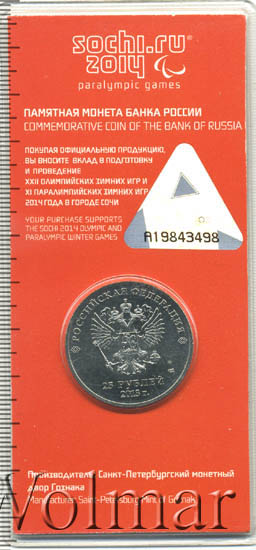 sochi.ru
2014
paralympic games
ПАМЯТНАЯ МОНЕТА БАНКА РОССИИ
COMMEMORATIVE COIN OF THE BANK OF RUSSIA
ПОКУПАЯ ОФИЦИАЛЬНУЮ ПРОДУКЦИЮ,
ВЫ ВНОСИТЕ ВКЛАД В ПОДГОТОВКУ
И ПРОВЕДЕНИЕ
XXII ОЛИМПИЙСКИХ ЗИМНИХ ИГР И
XI ПАРАЛИМПИЙСКИХ ЗИМНИХ ИГР
2014 ГОДА В ГОРОДЕ СОЧИ
YOUR PURCHASE SUPPORTS
THE SOCHI 2014 OLYMPIC AND
PARALYMPIC WINTER GAMES
A19843498
РОССИЙСКАЯ ФЕДЕРАЦИЯ
25 РУБЛЕЙ
2013 г.
Производитель: Санкт-Петербургский монетный
двор Гознака
Manufacturer: Saint-Petersburg Mint of Goznak
Volmar